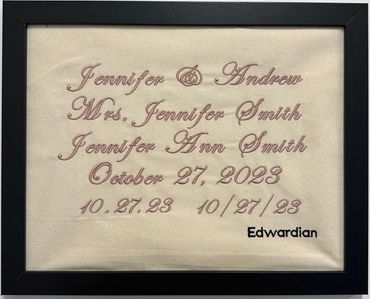 Jennifer & Andrew
Mrs. Jennifer Smith
Jennifer Ann Smith
October 27, 2023
10.27.23 10/27/23
Edwardian